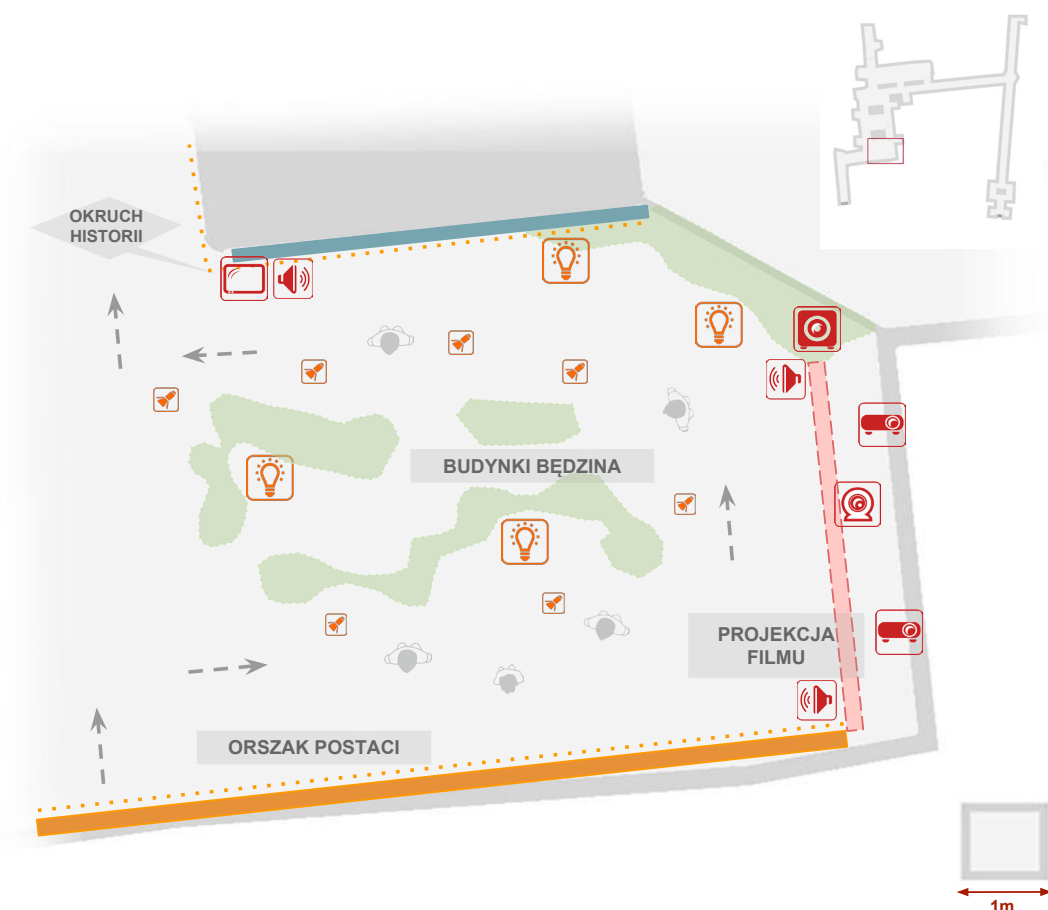 OKRUCH
HISTORII
BUDYNKI BĘDZINA
PROJEKCJA
FILMU
ORSZAK POSTACI
1m